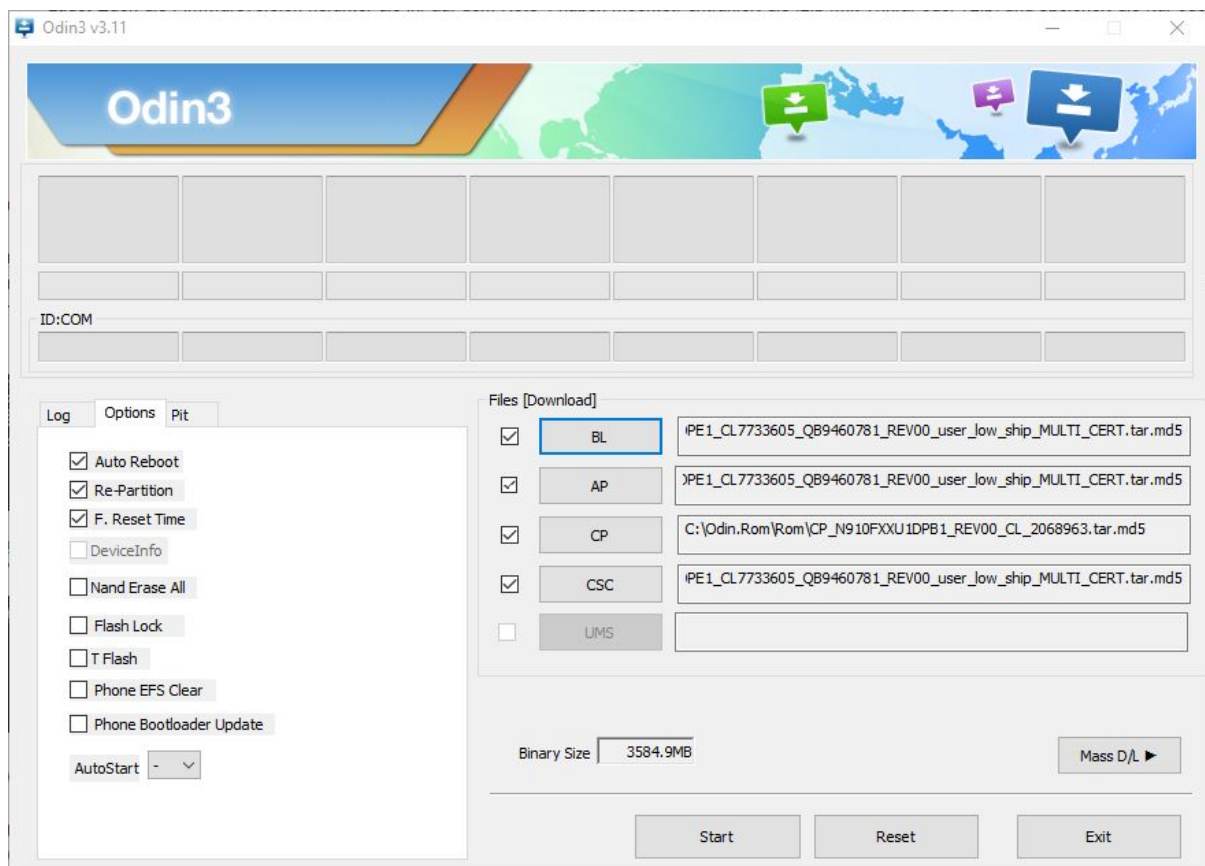 Odin3 v3.11
Odin3
ID:COM
Log Options Pit
Auto Reboot
Re-Partition
F. Reset Time
DeviceInfo
Nand Erase All
Flash Lock
T Flash
Phone EFS Clear
Phone Bootloader Update
AutoStart -
Files [Download]
BL PE1_CL7733605_QB9460781_REV00_user_low_ship_MULTI_CERT.tar.md5
AP PE1_CL7733605_QB9460781_REV00_user_low_ship_MULTI_CERT.tar.md5
CP C:\Odin.Rom\Rom\CP_N910FXXU1DPB1_REV00_CL_2068963.tar.md5
CSC PE1_CL7733605_QB9460781_REV00_user_low_ship_MULTI_CERT.tar.md5
UMS
Binary Size 3584.9MB
Mass D/L ►
Start Reset Exit